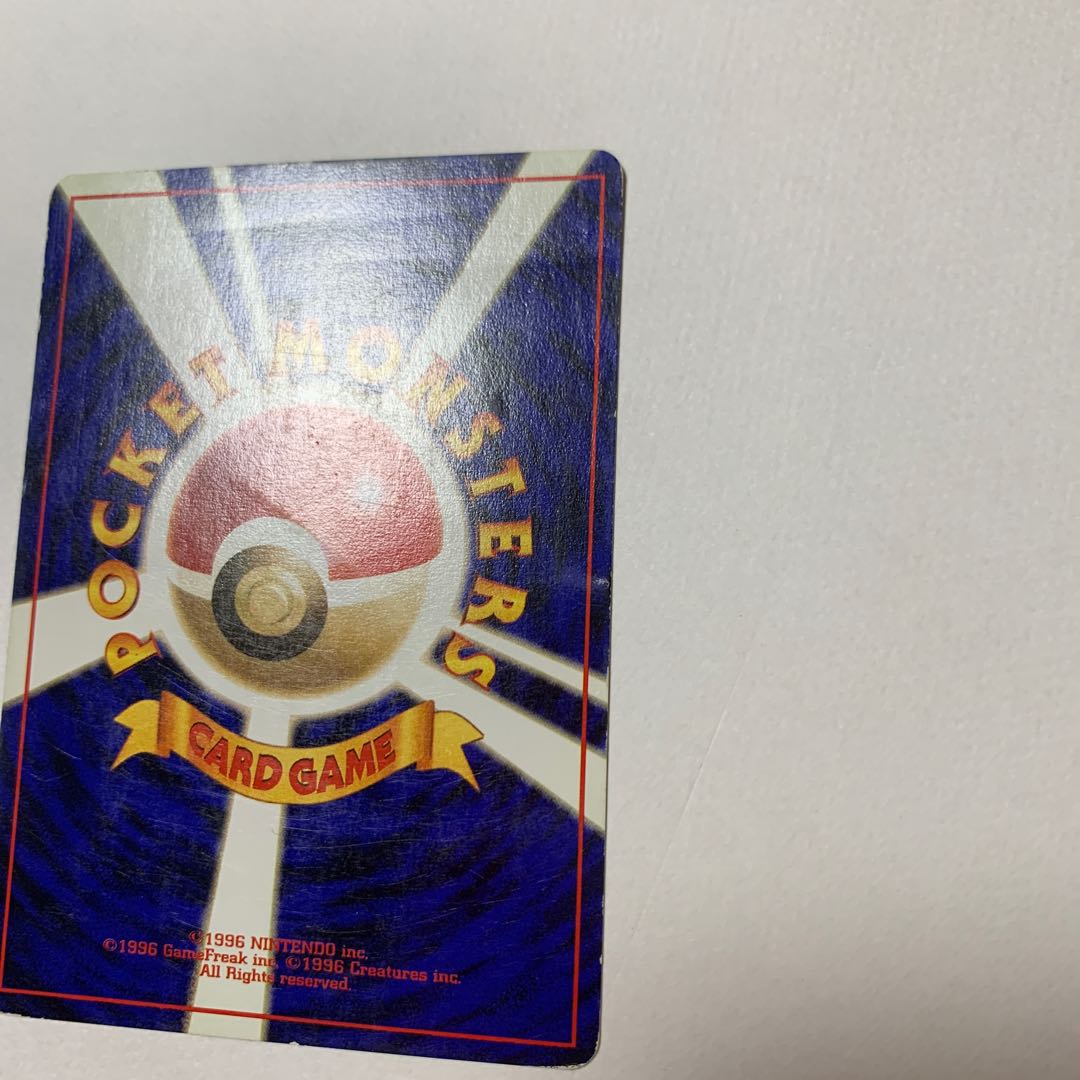 POCKET MONSTERS
CARD GAME
©1996 NINTENDO inc.
©1996 GameFreak inc. ©1996 Creatures inc.
All Rights reserved.